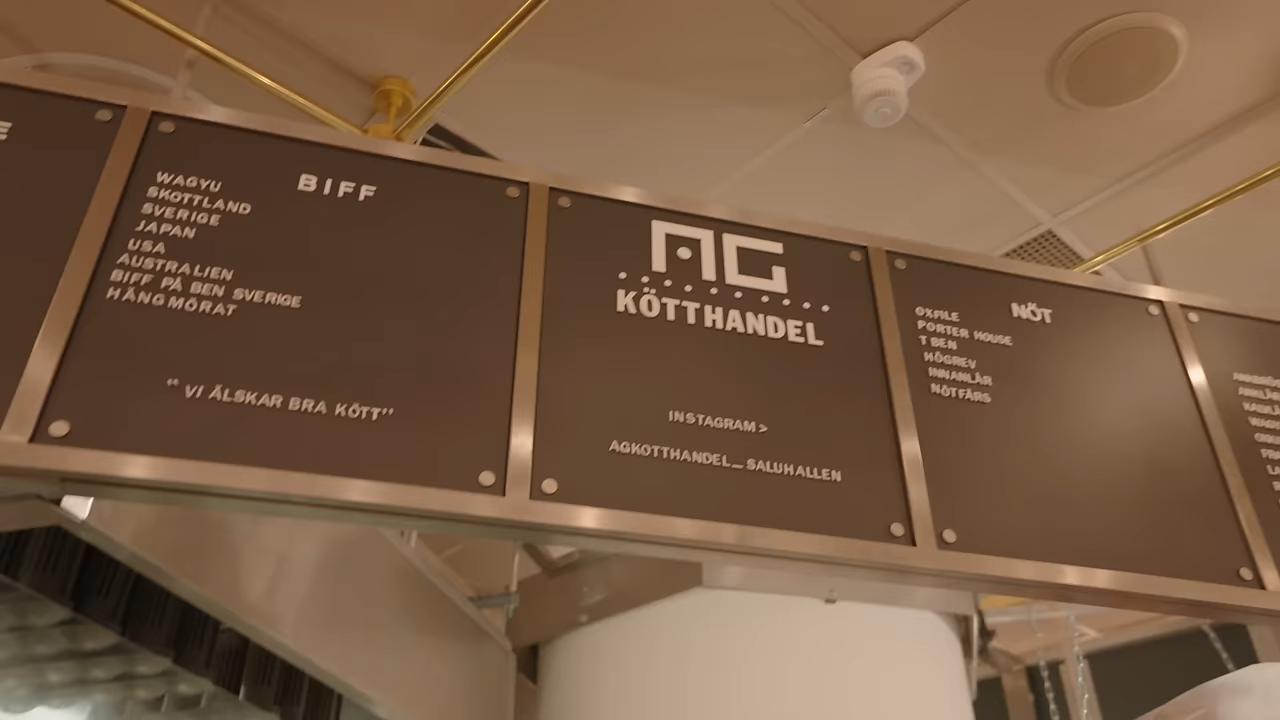 BIFF
WAGYU
SKOTTLAND
SVERIGE
JAPAN
USA
AUSTRALIEN
BIFF PÅ BEN SVERIGE
HÄNGMÖRAT
“ VI ÄLSKAR BRA KÖTT”
AG
KÖTTHANDEL
INSTAGRAM >
AGKOTTHANDEL_SALUHALLEN
NÖT
OXFILE
PORTER HOUSE
T BEN
HÖGREV
INNANLÅR
NÖTFÄRS